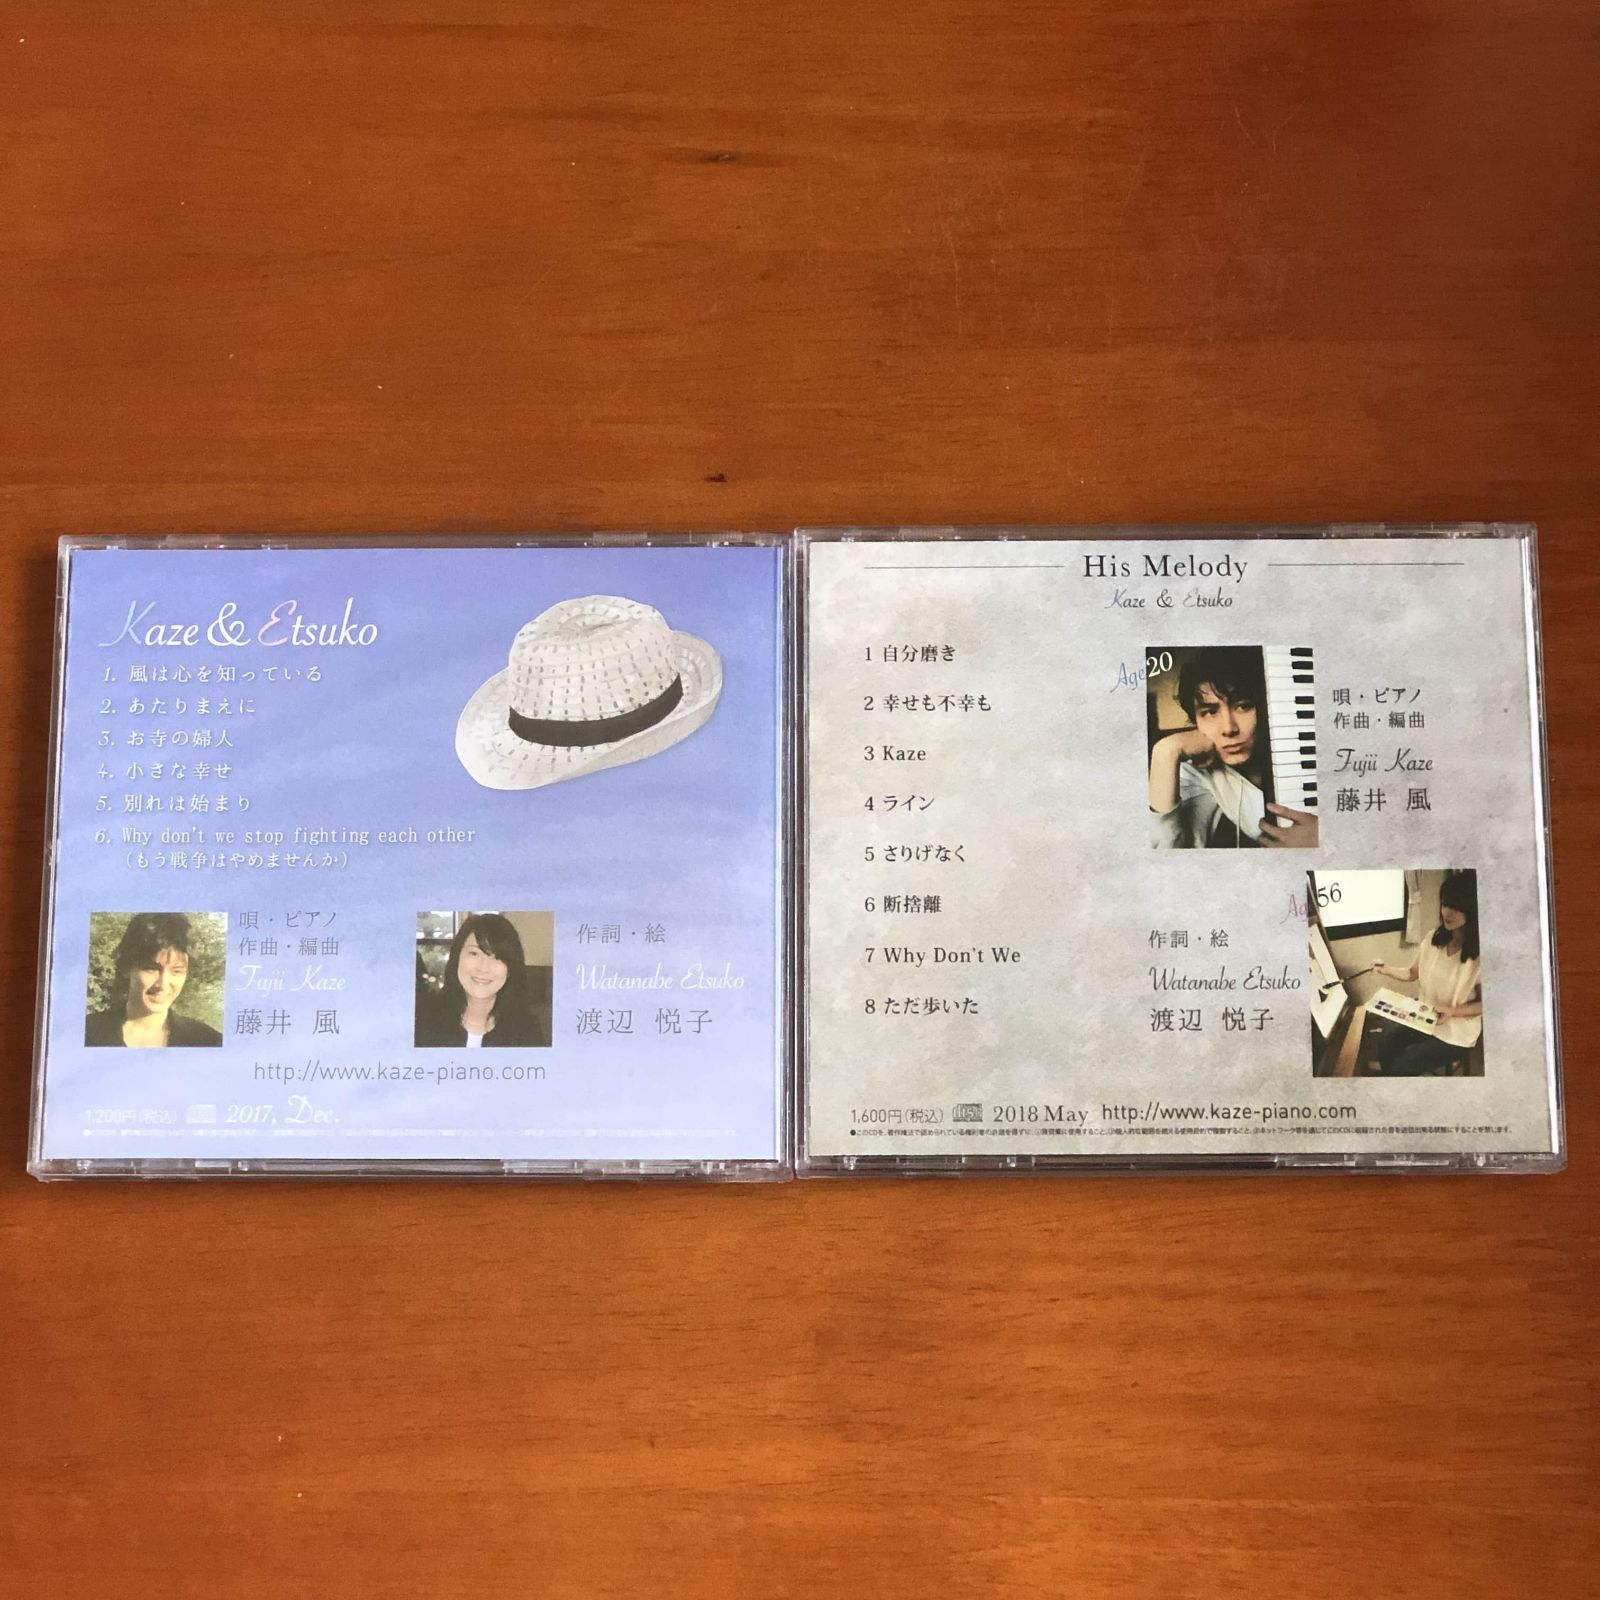 Kaze & Etsuko
1. 風は心を知っている
2. あたりまえに
3. お寺の婦人
4. 小さな幸せ
5. 別れは始まり
6. Why don't we stop fighting each other
(もう戦争はやめませんか)
唄・ピアノ
作曲・編曲
Fujii Kaze
藤井 風
作詞・絵
Watanabe Etsuko
渡辺 悦子
http://www.kaze-piano.com
1,200円(税込) 2017, Dec.
His Melody
Kaze & Etsuko
1 自分磨き
2 幸せも不幸も
3 Kaze
4 ライン
5 さりげなく
6 断捨離
7 Why Don't We
8 ただ歩いた
Age 20
唄・ピアノ
作曲・編曲
Fujii Kaze
藤井 風
Age 56
作詞・絵
Watanabe Etsuko
渡辺 悦子
1,600円(税込) 2018 May http://www.kaze-piano.com